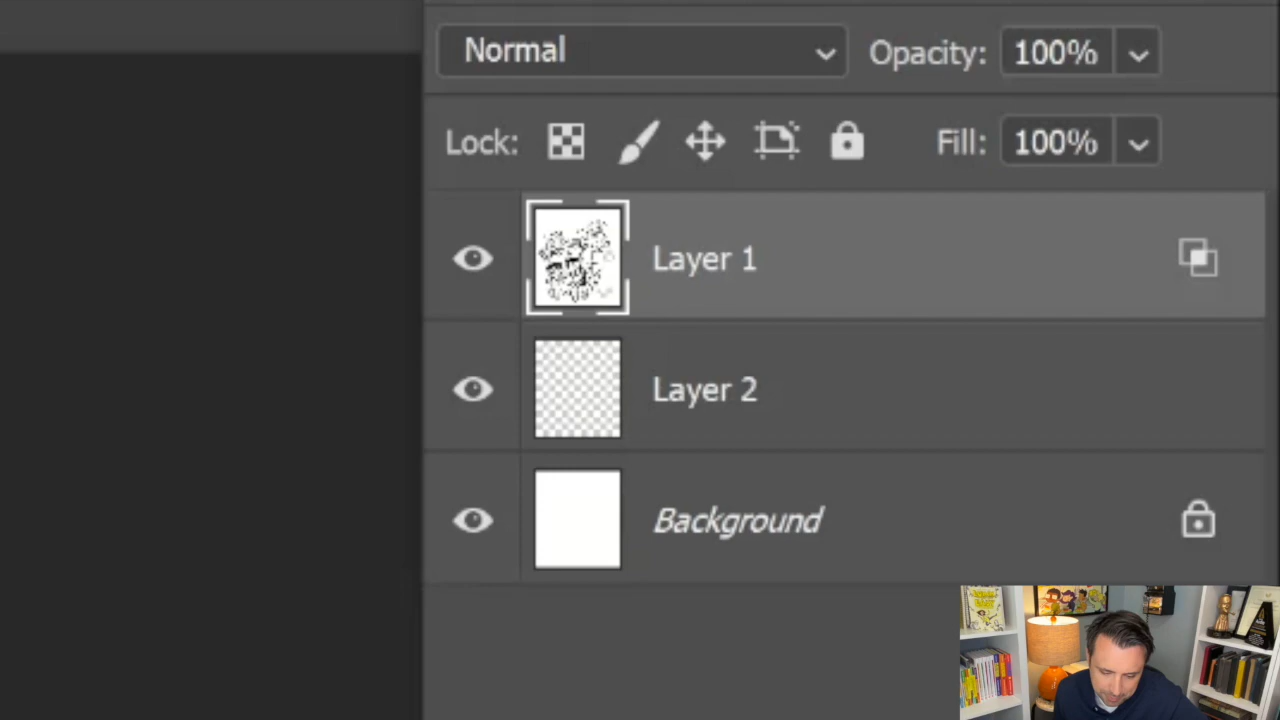 Normal
Opacity: 100%
Lock:
Fill: 100%
Layer 1
Layer 2
Background